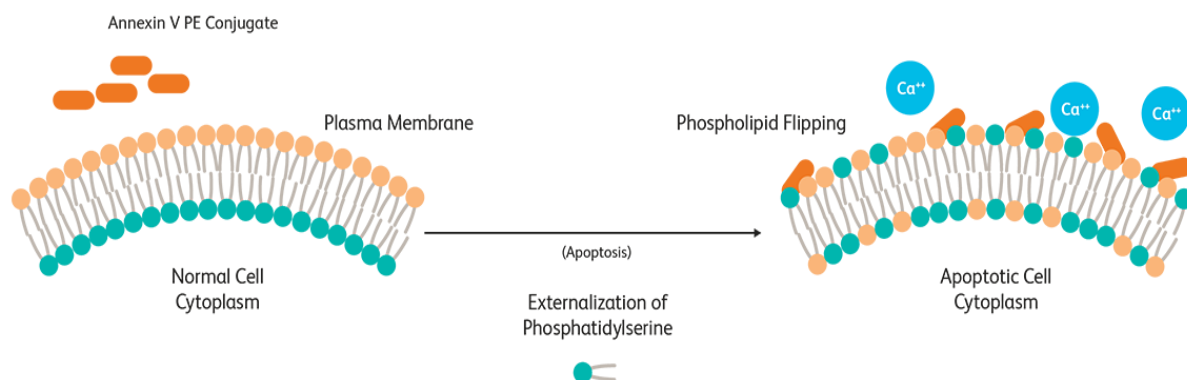 Annexin V PE Conjugate
Plasma Membrane
Phospholipid Flipping
Ca⁺⁺
Ca⁺⁺
Ca⁺⁺
(Apoptosis)
Normal Cell
Cytoplasm
Apoptotic Cell
Cytoplasm
Externalization of
Phosphatidylserine